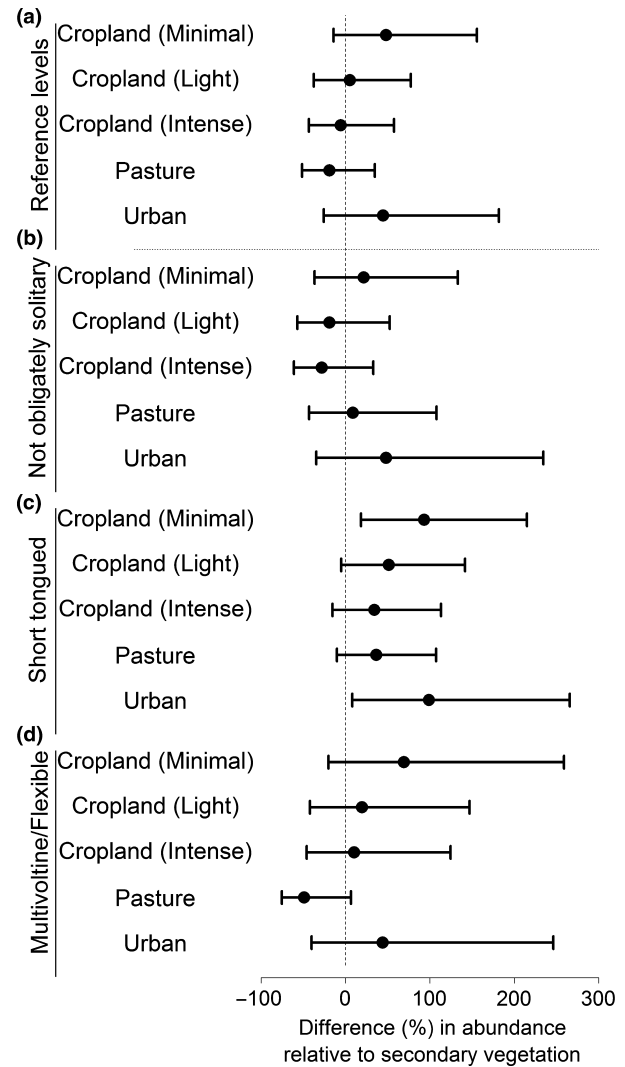 (a)
Reference levels
Cropland (Minimal)
Cropland (Light)
Cropland (Intense)
Pasture
Urban
(b)
Not obligately solitary
Cropland (Minimal)
Cropland (Light)
Cropland (Intense)
Pasture
Urban
(c)
Short tongued
Cropland (Minimal)
Cropland (Light)
Cropland (Intense)
Pasture
Urban
(d)
Multivoltine/Flexible
Cropland (Minimal)
Cropland (Light)
Cropland (Intense)
Pasture
Urban
−100 0 100 200 300
Difference (%) in abundance
relative to secondary vegetation